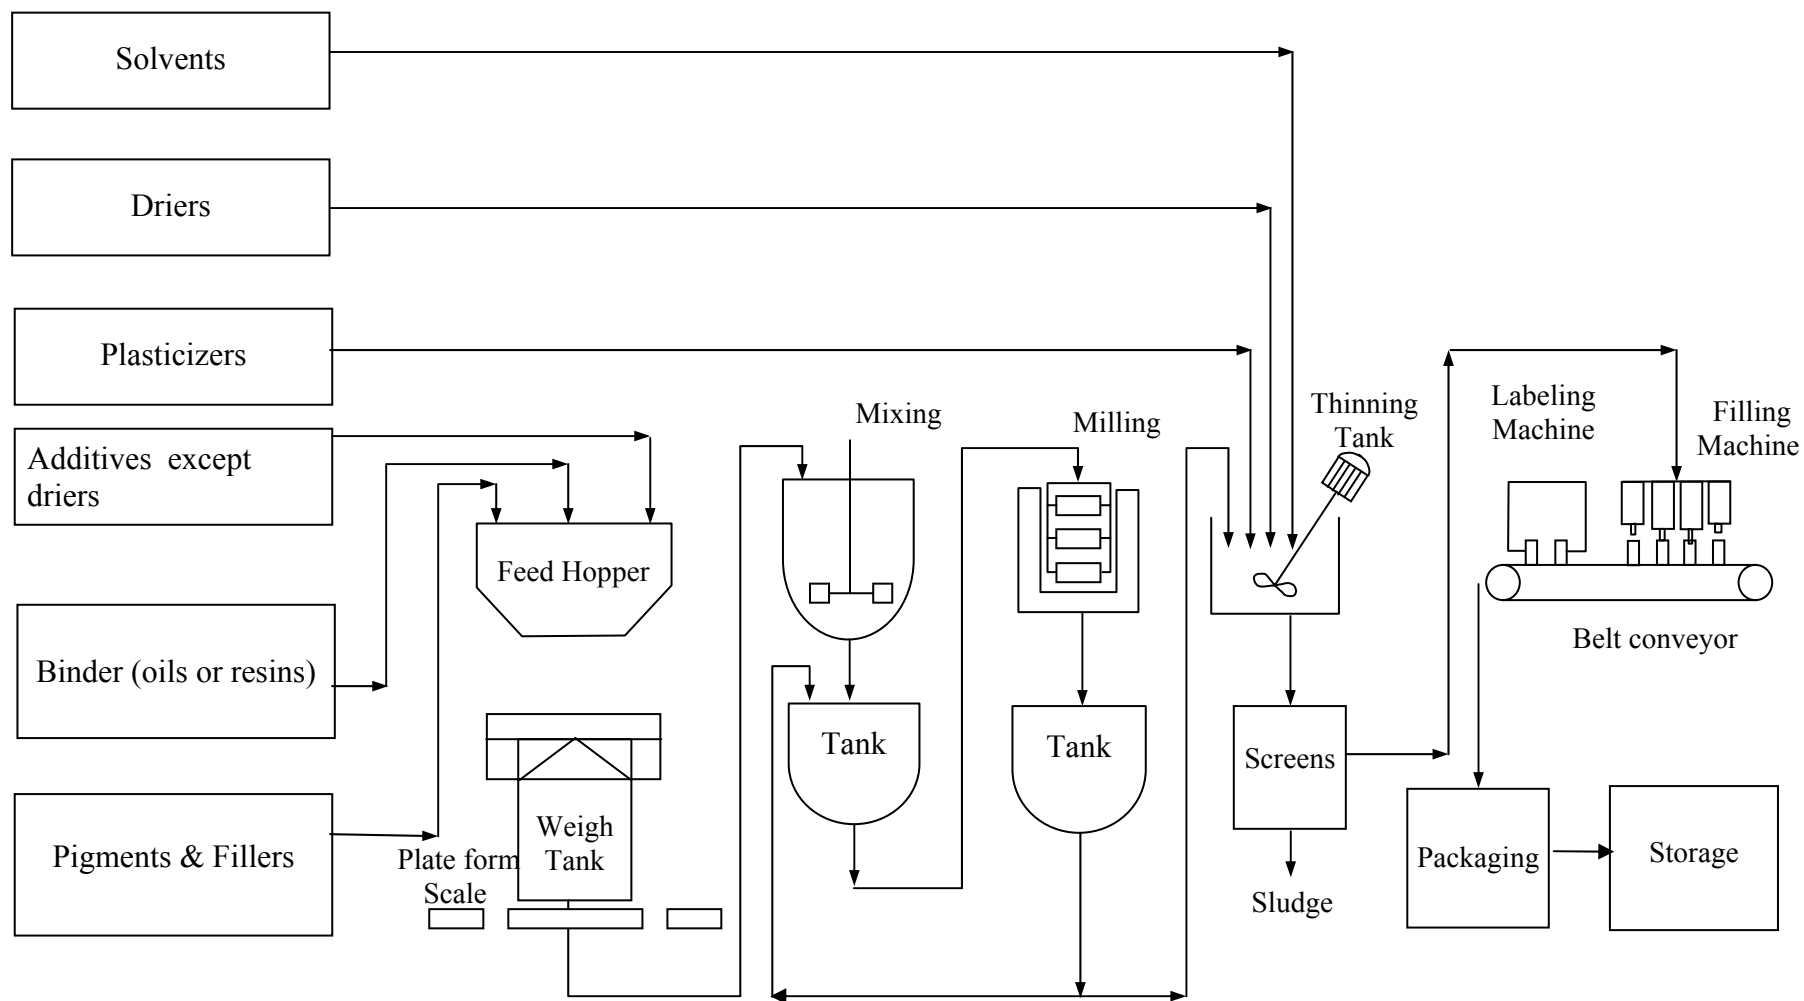 Solvents
Driers
Plasticizers
Additives except
driers
Binder (oils or resins)
Pigments & Fillers
Feed Hopper
Plate form
Scale
Weigh
Tank
Mixing
Tank
Milling
Tank
Thinning
Tank
Screens
Sludge
Labeling
Machine
Filling
Machine
Belt conveyor
Packaging
Storage